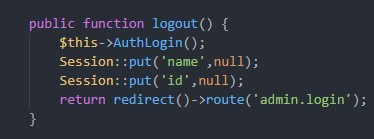 public function logout() {
$this->AuthLogin();
Session::put('name',null);
Session::put('id',null);
return redirect()->route('admin.login');
}